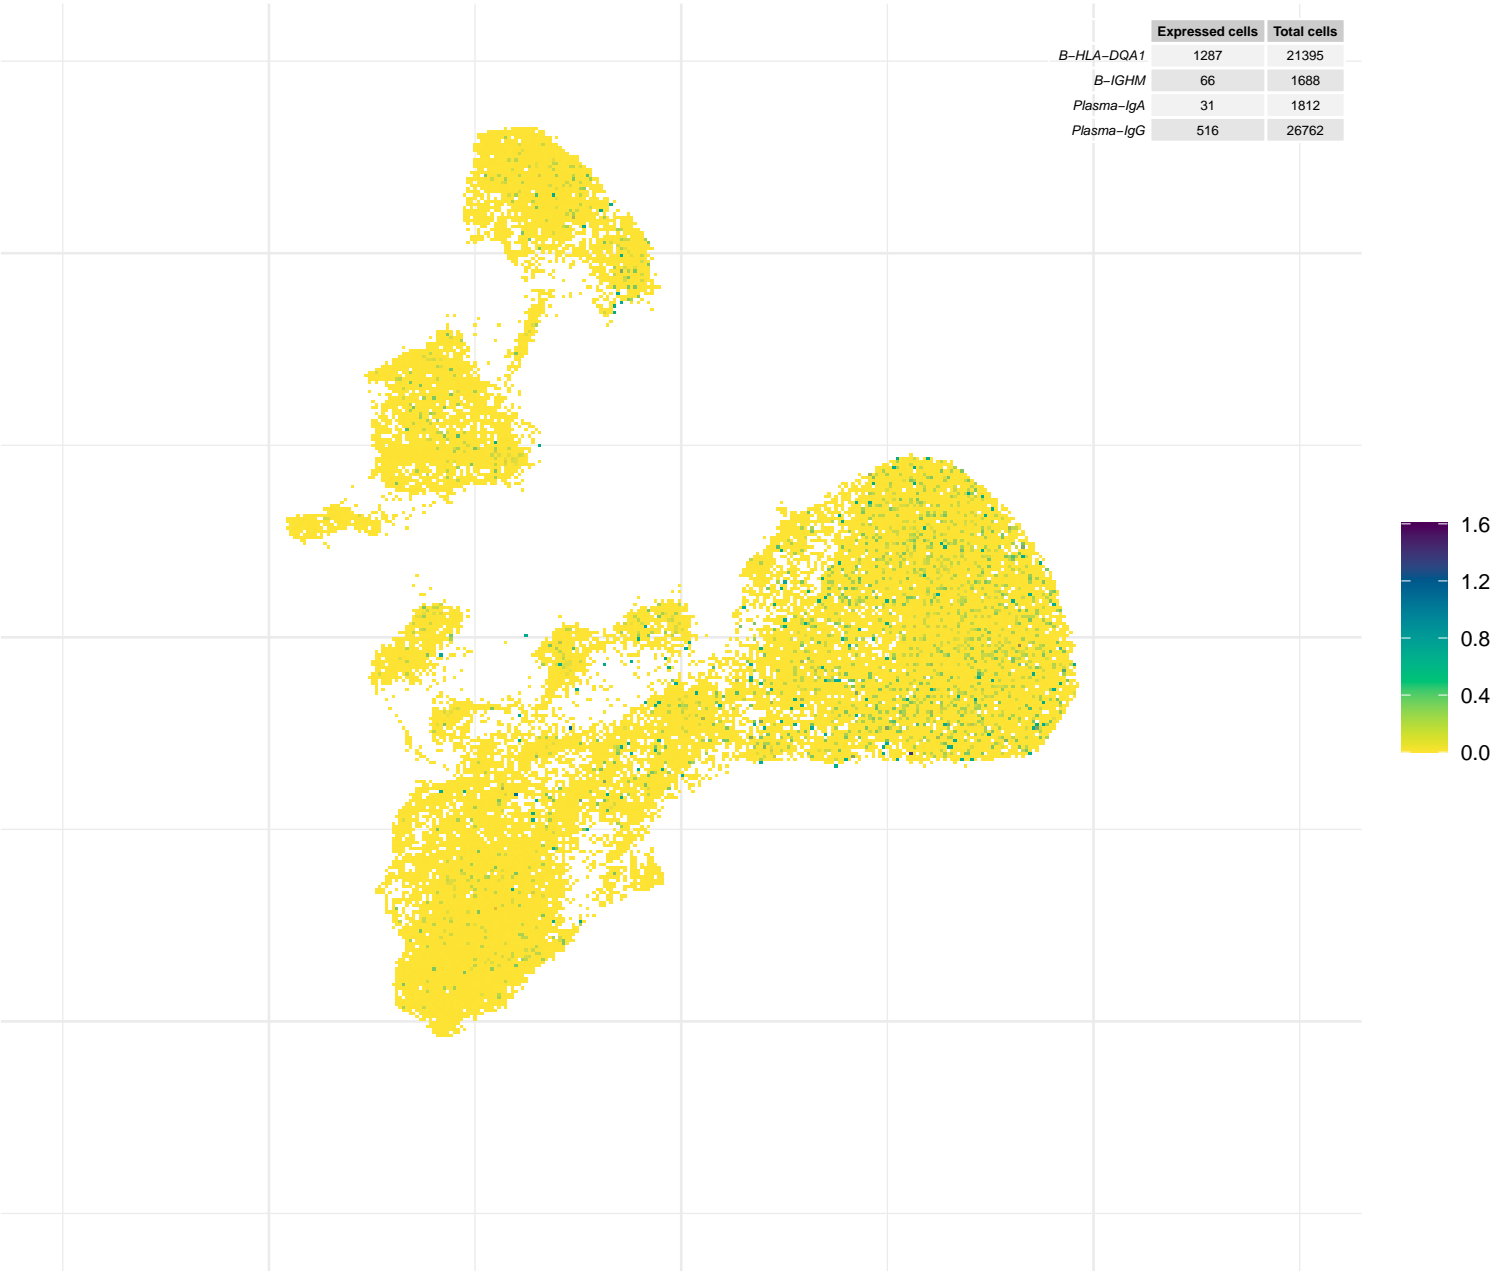 Expressed cells Total cells
B−HLA−DQA1 1287 21395
B−IGHM 66 1688
Plasma−IgA 31 1812
Plasma−IgG 516 26762
1.6
1.2
0.8
0.4
0.0